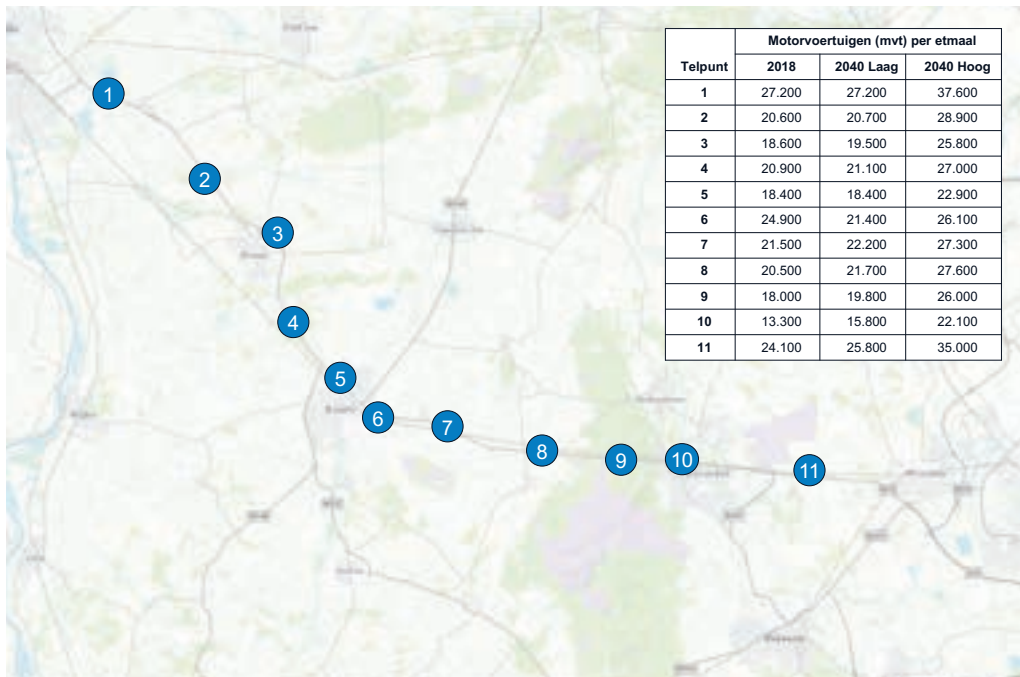 Motorvoertuigen (mvt) per etmaal
Telpunt 2018 2040 Laag 2040 Hoog
1 27.200 27.200 37.600
2 20.600 20.700 28.900
3 18.600 19.500 25.800
4 20.900 21.100 27.000
5 18.400 18.400 22.900
6 24.900 21.400 26.100
7 21.500 22.200 27.300
8 20.500 21.700 27.600
9 18.000 19.800 26.000
10 13.300 15.800 22.100
11 24.100 25.800 35.000
1
2
3
4
5
6
7
8
9
10
11